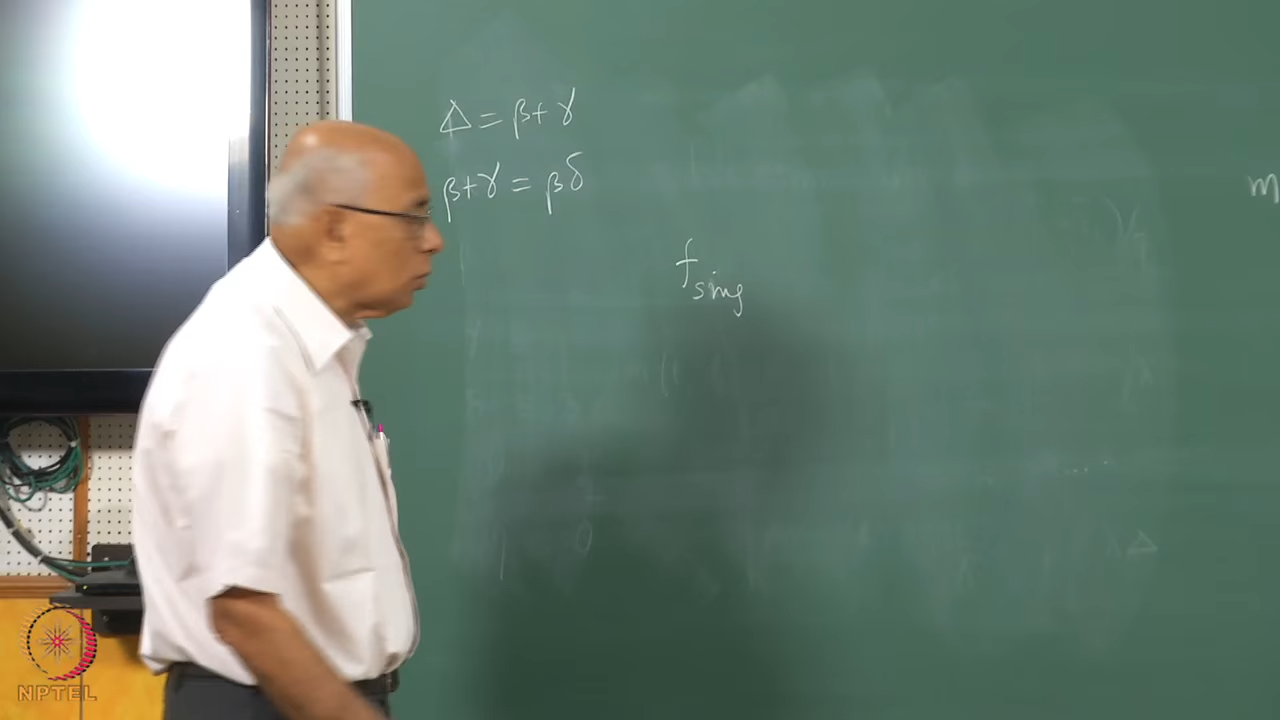 Δ = β + γ
β + γ = βδ
f_sing
m
NPTEL